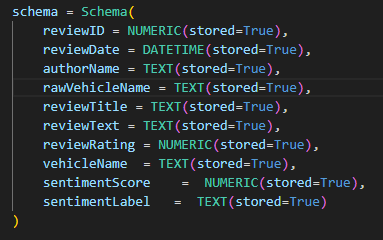 schema = Schema(
    reviewID = NUMERIC(stored=True),
    reviewDate = DATETIME(stored=True),
    authorName = TEXT(stored=True),
    rawVehicleName = TEXT(stored=True),
    reviewTitle = TEXT(stored=True),
    reviewText = TEXT(stored=True),
    reviewRating = NUMERIC(stored=True),
    vehicleName  = TEXT(stored=True),
    sentimentScore    =  NUMERIC(stored=True),
    sentimentLabel   =  TEXT(stored=True)
)